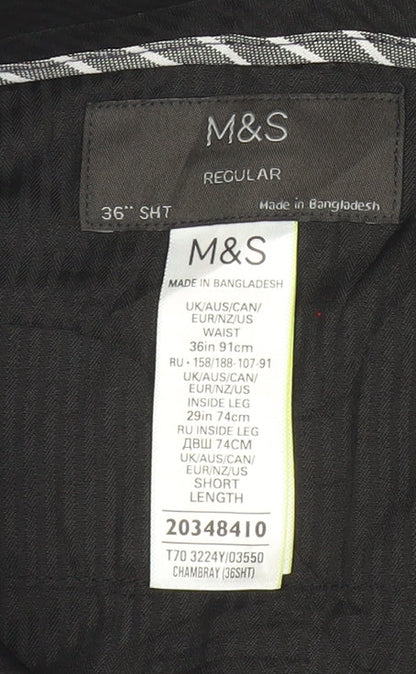 M&S
REGULAR
36" SHT
Made in Bangladesh
M&S
MADE IN BANGLADESH
UK/AUS/CAN/
EUR/NZ/US
WAIST
36in 91cm
RU • 158/188-107-91
UK/AUS/CAN/
EUR/NZ/US
INSIDE LEG
29in 74cm
RU INSIDE LEG
ДВШ 74CM
UK/AUS/CAN/
EUR/NZ/US
SHORT
LENGTH
20348410
T70 3224Y/03550
CHAMBRAY (36SHT)